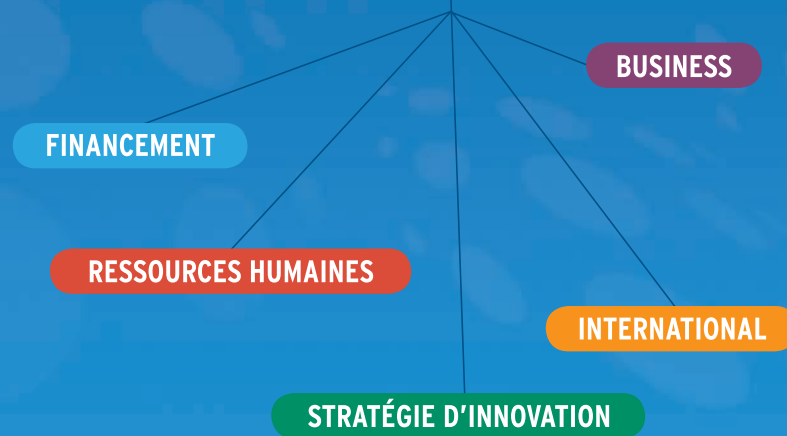 BUSINESS
FINANCEMENT
RESSOURCES HUMAINES
INTERNATIONAL
STRATÉGIE D'INNOVATION